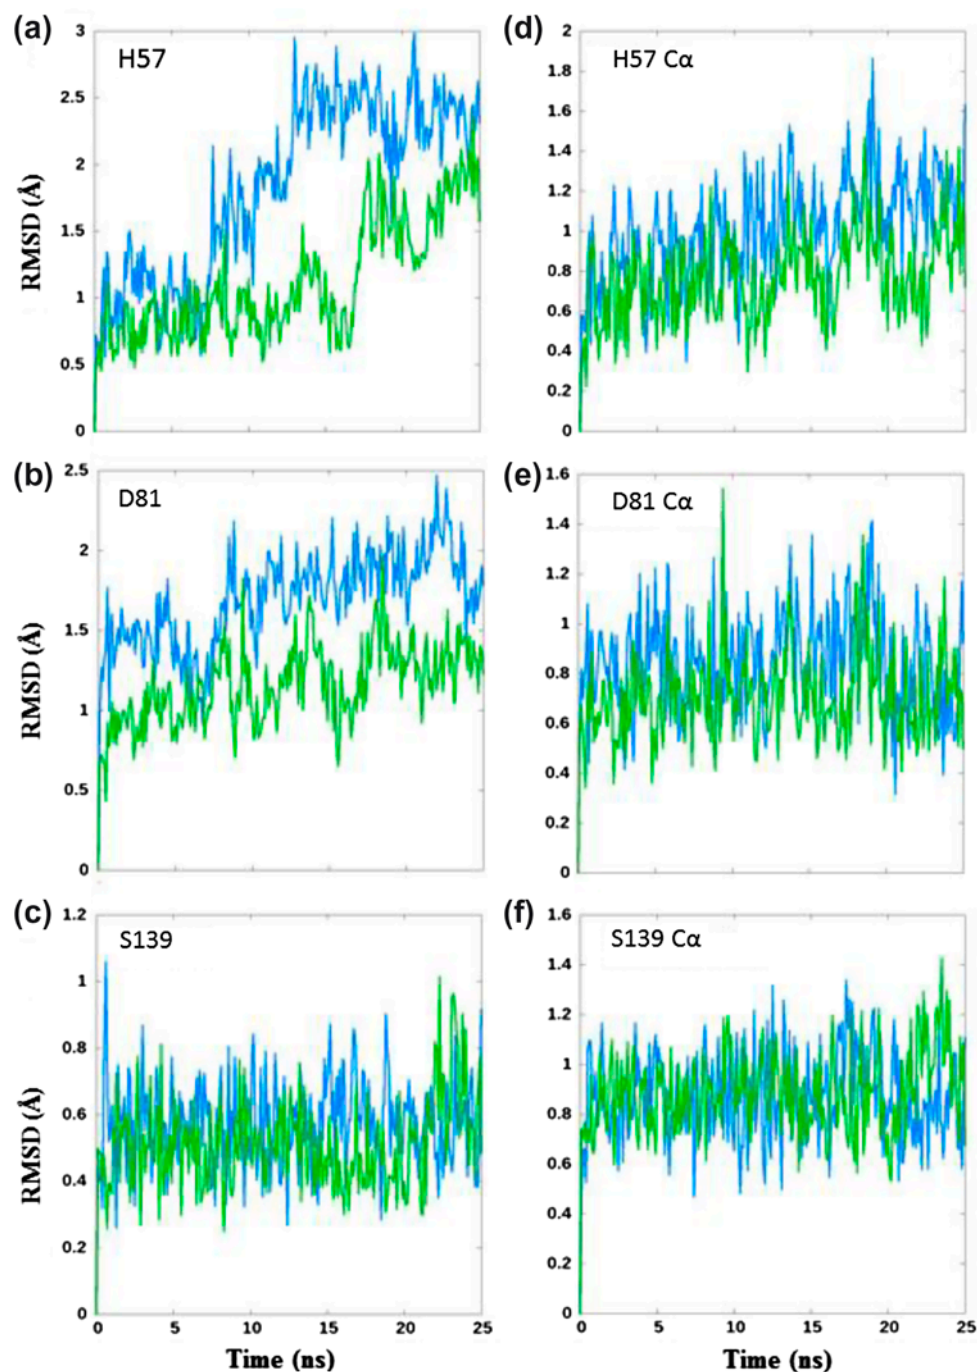 (a)
H57
RMSD (Å)
3
2.5
2
1.5
1
0.5
0
(d)
H57 Cα
2
1.8
1.6
1.4
1.2
1
0.8
0.6
0.4
0.2
0
(b)
D81
RMSD (Å)
2.5
2
1.5
1
0.5
0
(e)
D81 Cα
1.6
1.4
1.2
1
0.8
0.6
0.4
0.2
0
(c)
S139
RMSD (Å)
1.2
1
0.8
0.6
0.4
0.2
0
0 5 10 15 20 25
Time (ns)
(f)
S139 Cα
1.6
1.4
1.2
1
0.8
0.6
0.4
0.2
0
0 5 10 15 20 25
Time (ns)